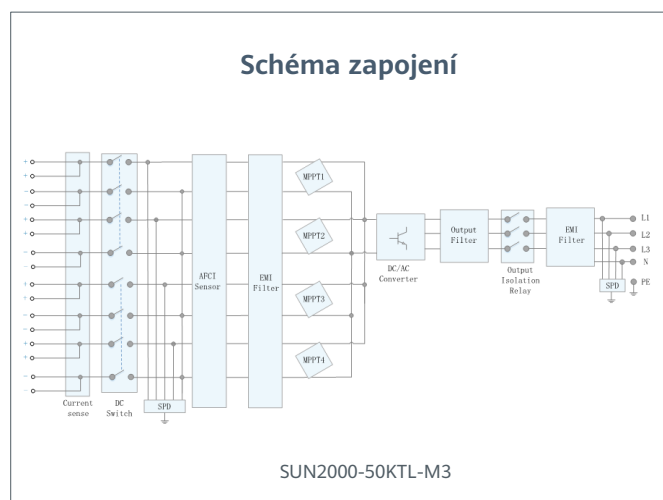 Schéma zapojení
+
+
−
−
+
+
−
−
+
+
−
−
+
+
−
−
Current
sense
DC
Switch
SPD
AFCI
Sensor
EMI
Filter
MPPT1
MPPT2
MPPT3
MPPT4
DC/AC
Converter
Output
Filter
Output
Isolation
Relay
EMI
Filter
SPD
L1
L2
L3
N
PE
SUN2000-50KTL-M3